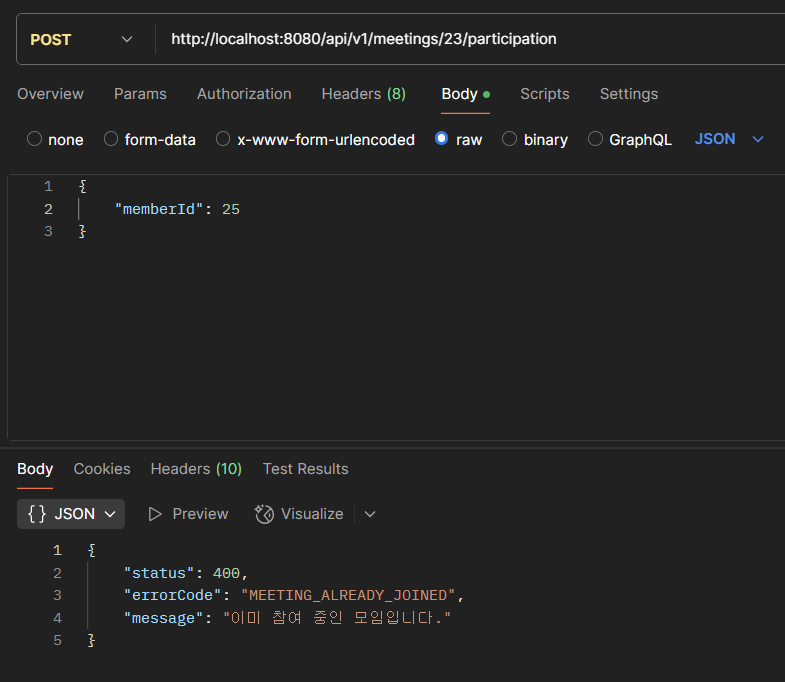 POST http://localhost:8080/api/v1/meetings/23/participation
Overview Params Authorization Headers (8) Body Scripts Settings
none form-data x-www-form-urlencoded raw binary GraphQL JSON
1 {
2 "memberId": 25
3 }
Body Cookies Headers (10) Test Results
{} JSON Preview Visualize
1 {
2 "status": 400,
3 "errorCode": "MEETING_ALREADY_JOINED",
4 "message": "이미 참여 중인 모임입니다."
5 }